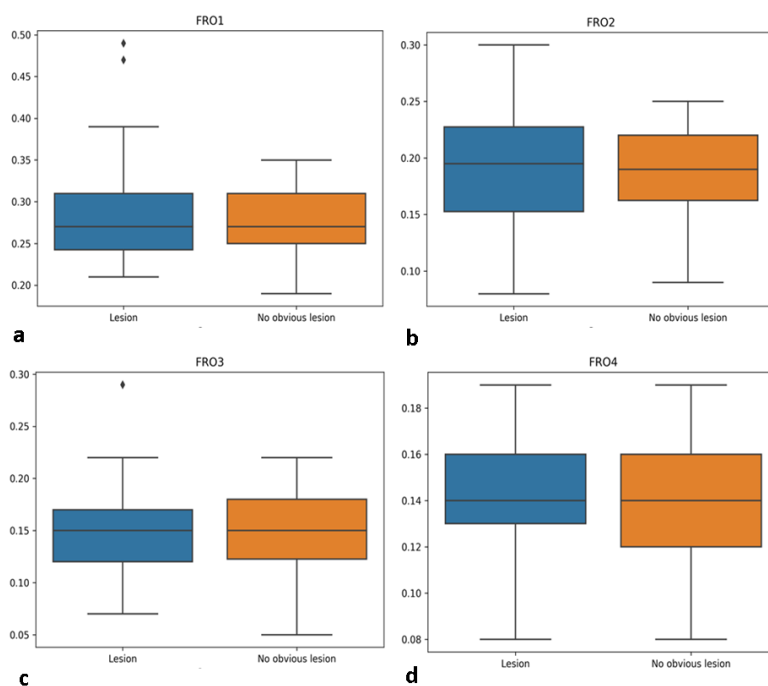 FRO1
0.50
0.45
0.40
0.35
0.30
0.25
0.20
Lesion No obvious lesion
a
FRO2
0.30
0.25
0.20
0.15
0.10
Lesion No obvious lesion
b
FRO3
0.30
0.25
0.20
0.15
0.10
0.05
Lesion No obvious lesion
c
FRO4
0.18
0.16
0.14
0.12
0.10
0.08
Lesion No obvious lesion
d